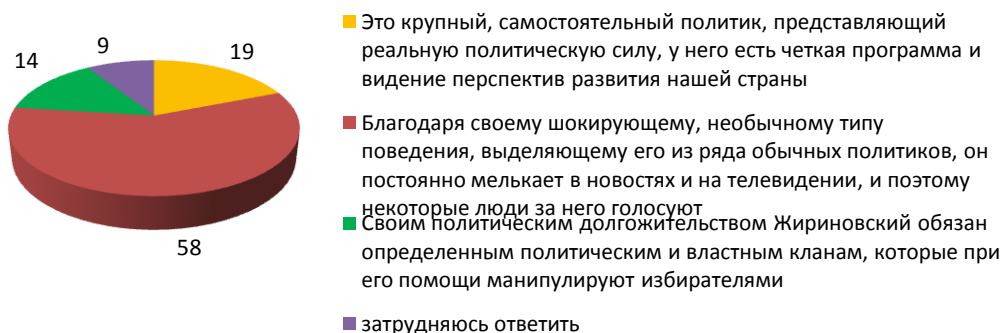 9
19
14
58
Это крупный, самостоятельный политик, представляющий
реальную политическую силу, у него есть четкая программа и
видение перспектив развития нашей страны
Благодаря своему шокирующему, необычному типу
поведения, выделяющему его из ряда обычных политиков, он
постоянно мелькает в новостях и на телевидении, и поэтому
некоторые люди за него голосуют
Своим политическим долгожительством Жириновский обязан
определенным политическим и властным кланам, которые при
его помощи манипулируют избирателями
затрудняюсь ответить